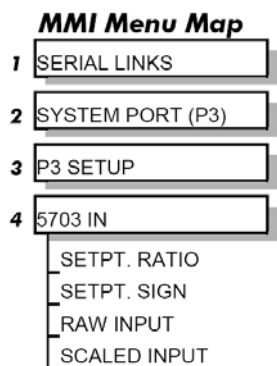 MMI Menu Map
1 SERIAL LINKS
2 SYSTEM PORT (P3)
3 P3 SETUP
4 5703 IN
SETPT. RATIO
SETPT. SIGN
RAW INPUT
SCALED INPUT